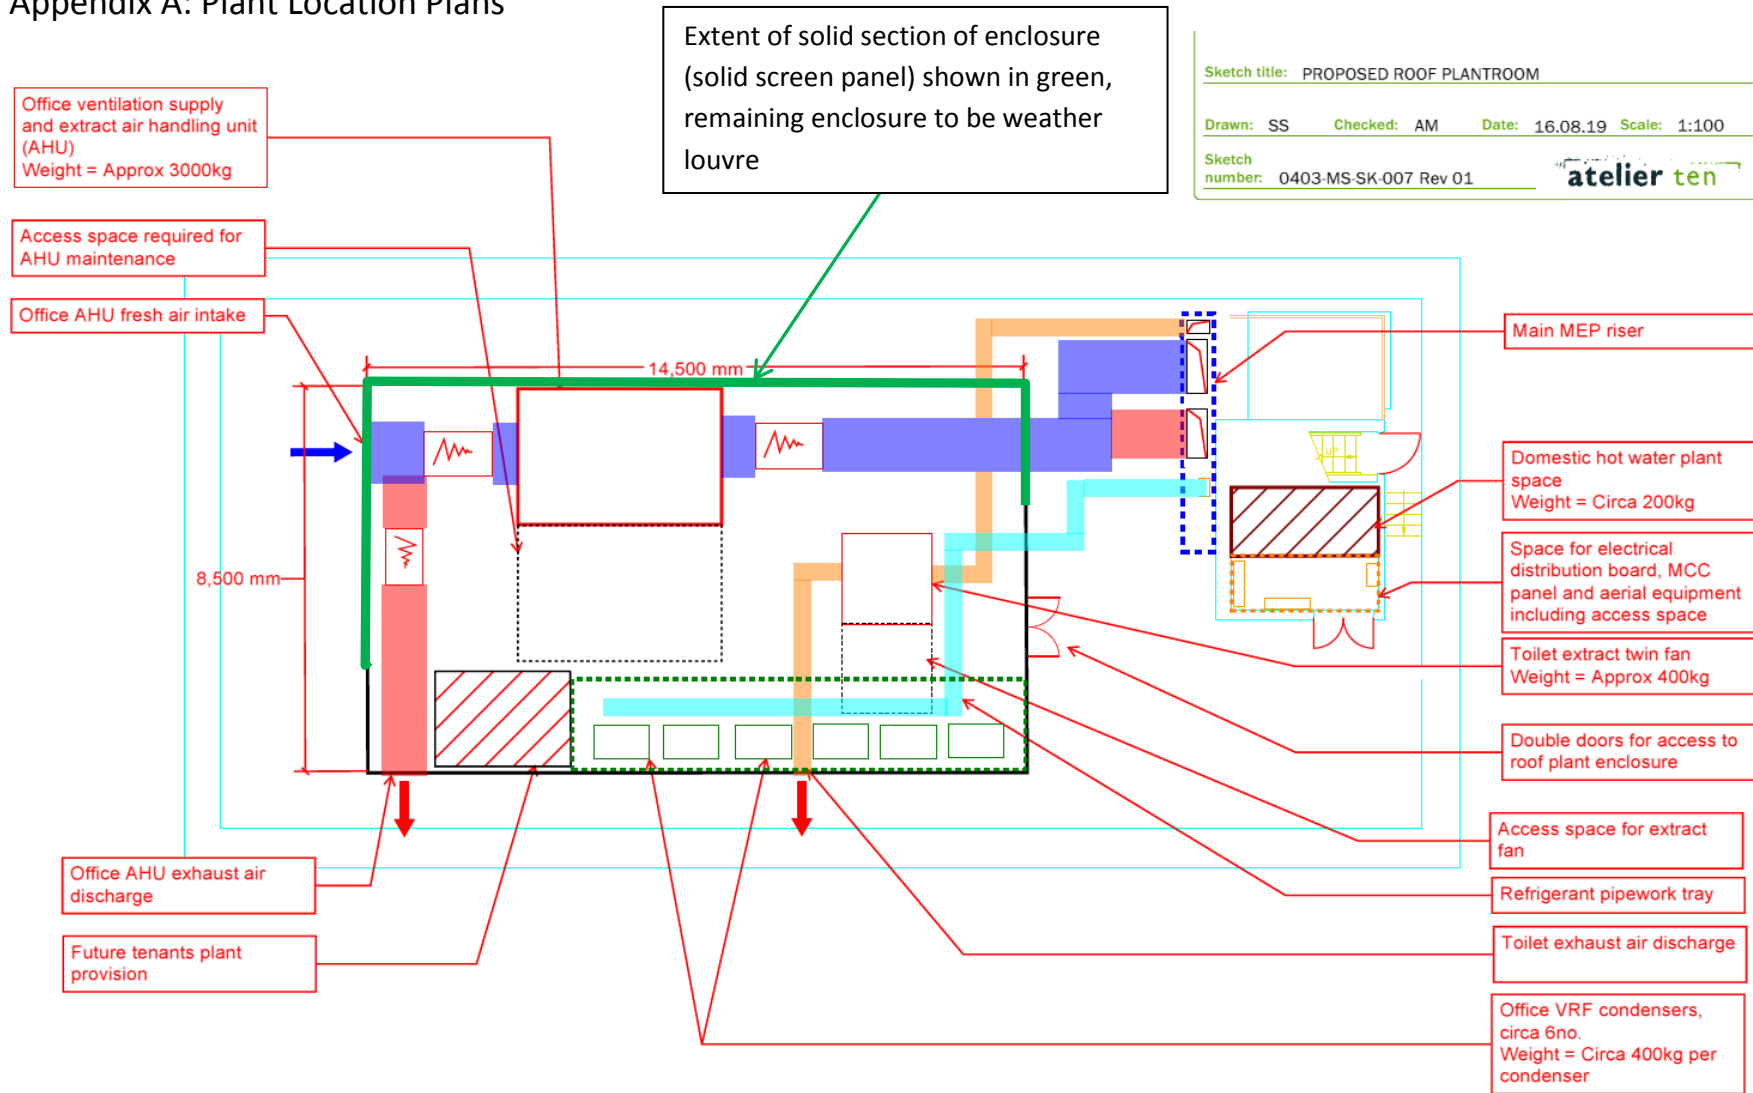 Appendix A: Plant Location Plans
Extent of solid section of enclosure
(solid screen panel) shown in green,
remaining enclosure to be weather
louvre
Sketch title: PROPOSED ROOF PLANTROOM
Drawn: SS Checked: AM Date: 16.08.19 Scale: 1:100
Sketch
number: 0403-MS-SK-007 Rev 01
atelier ten
Office ventilation supply
and extract air handling unit
(AHU)
Weight = Approx 3000kg
Access space required for
AHU maintenance
Office AHU fresh air intake
14,500 mm
8,500 mm
UP
Main MEP riser
Domestic hot water plant
space
Weight = Circa 200kg
Space for electrical
distribution board, MCC
panel and aerial equipment
including access space
Toilet extract twin fan
Weight = Approx 400kg
Double doors for access to
roof plant enclosure
Access space for extract
fan
Refrigerant pipework tray
Toilet exhaust air discharge
Office VRF condensers,
circa 6no.
Weight = Circa 400kg per
condenser
Office AHU exhaust air
discharge
Future tenants plant
provision